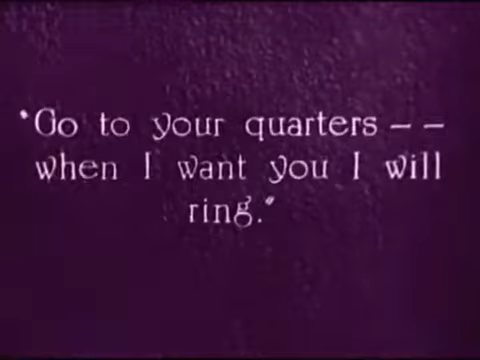 "Go to your quarters – –
when I want you I will
ring."